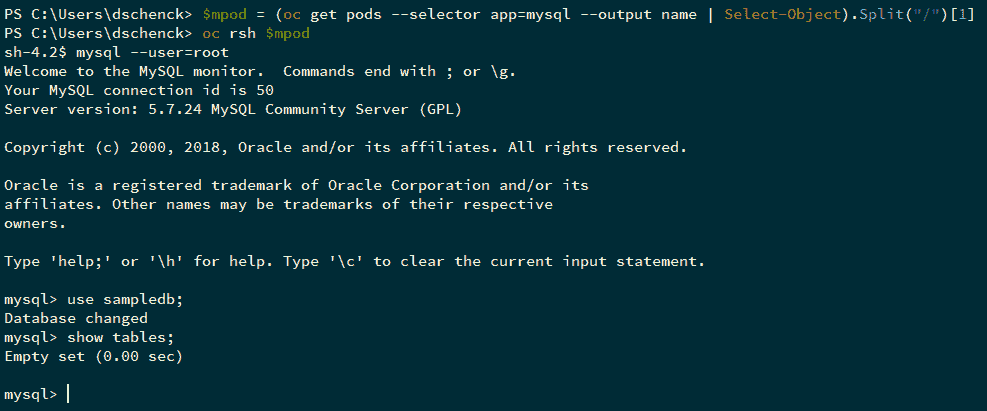 PS C:\Users\dschenck> $mpod = (oc get pods --selector app=mysql --output name | Select-Object).Split("/")[1]
PS C:\Users\dschenck> oc rsh $mpod
sh-4.2$ mysql --user=root
Welcome to the MySQL monitor.  Commands end with ; or \g.
Your MySQL connection id is 50
Server version: 5.7.24 MySQL Community Server (GPL)

Copyright (c) 2000, 2018, Oracle and/or its affiliates. All rights reserved.

Oracle is a registered trademark of Oracle Corporation and/or its
affiliates. Other names may be trademarks of their respective
owners.

Type 'help;' or '\h' for help. Type '\c' to clear the current input statement.

mysql> use sampledb;
Database changed
mysql> show tables;
Empty set (0.00 sec)

mysql>